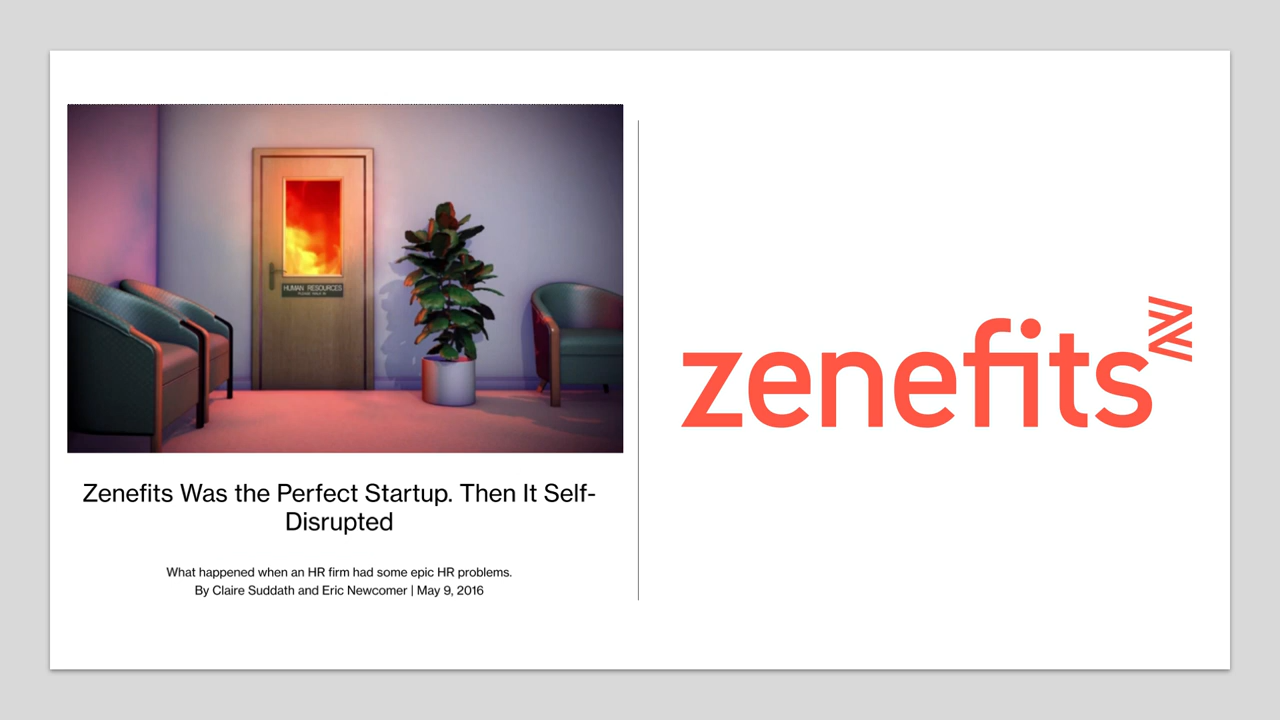 HUMAN RESOURCES
Zenefits Was the Perfect Startup. Then It Self-
Disrupted
What happened when an HR firm had some epic HR problems.
By Claire Suddath and Eric Newcomer | May 9, 2016
zenefits